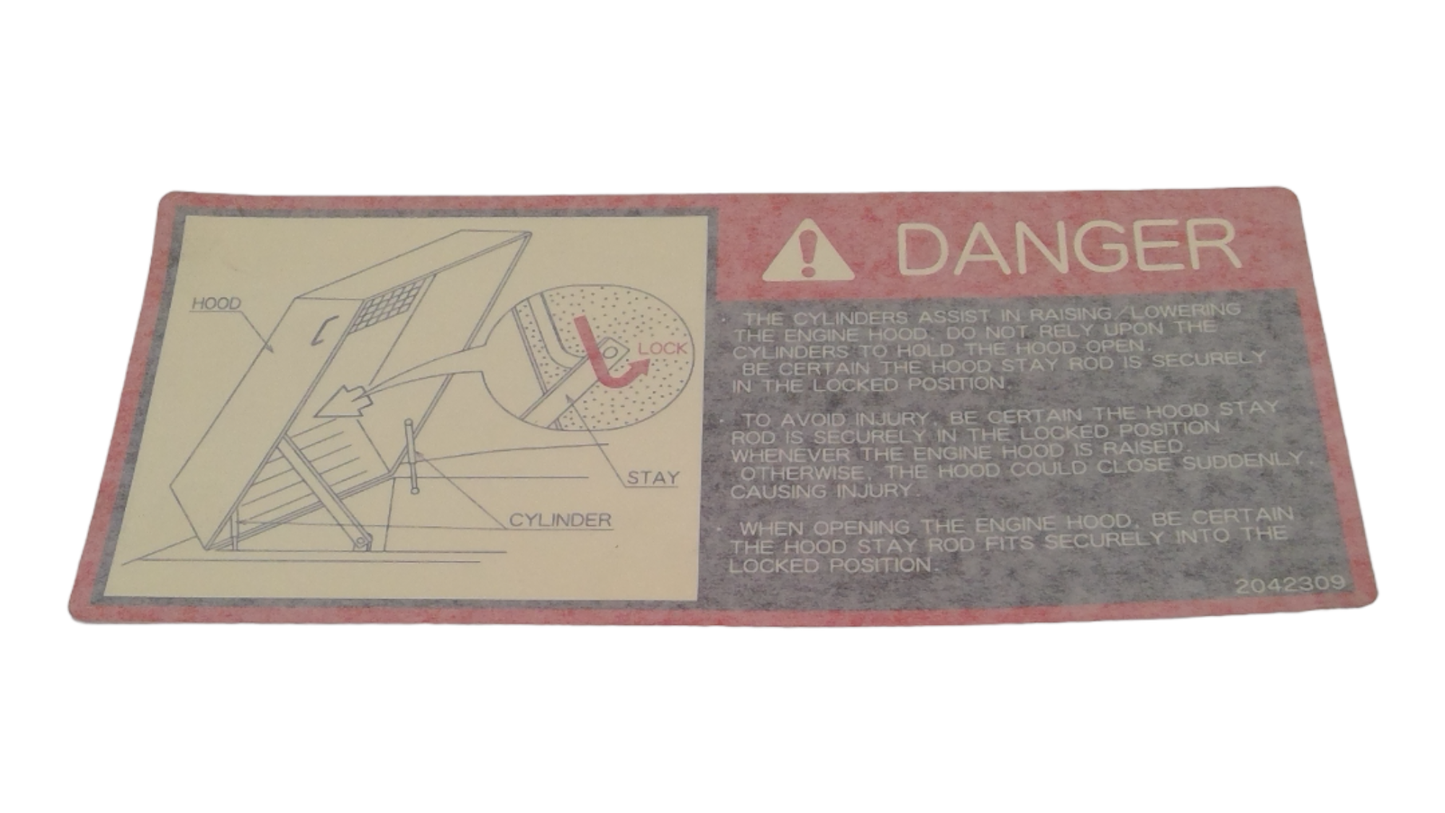 HOOD
LOCK
STAY
CYLINDER
DANGER
· THE CYLINDERS ASSIST IN RAISING/LOWERING
THE ENGINE HOOD. DO NOT RELY UPON THE
CYLINDERS TO HOLD THE HOOD OPEN.
BE CERTAIN THE HOOD STAY ROD IS SECURELY
IN THE LOCKED POSITION.
· TO AVOID INJURY, BE CERTAIN THE HOOD STAY
ROD IS SECURELY IN THE LOCKED POSITION
WHENEVER THE ENGINE HOOD IS RAISED.
OTHERWISE, THE HOOD COULD CLOSE SUDDENLY
CAUSING INJURY.
· WHEN OPENING THE ENGINE HOOD, BE CERTAIN
THE HOOD STAY ROD FITS SECURELY INTO THE
LOCKED POSITION.
2042309